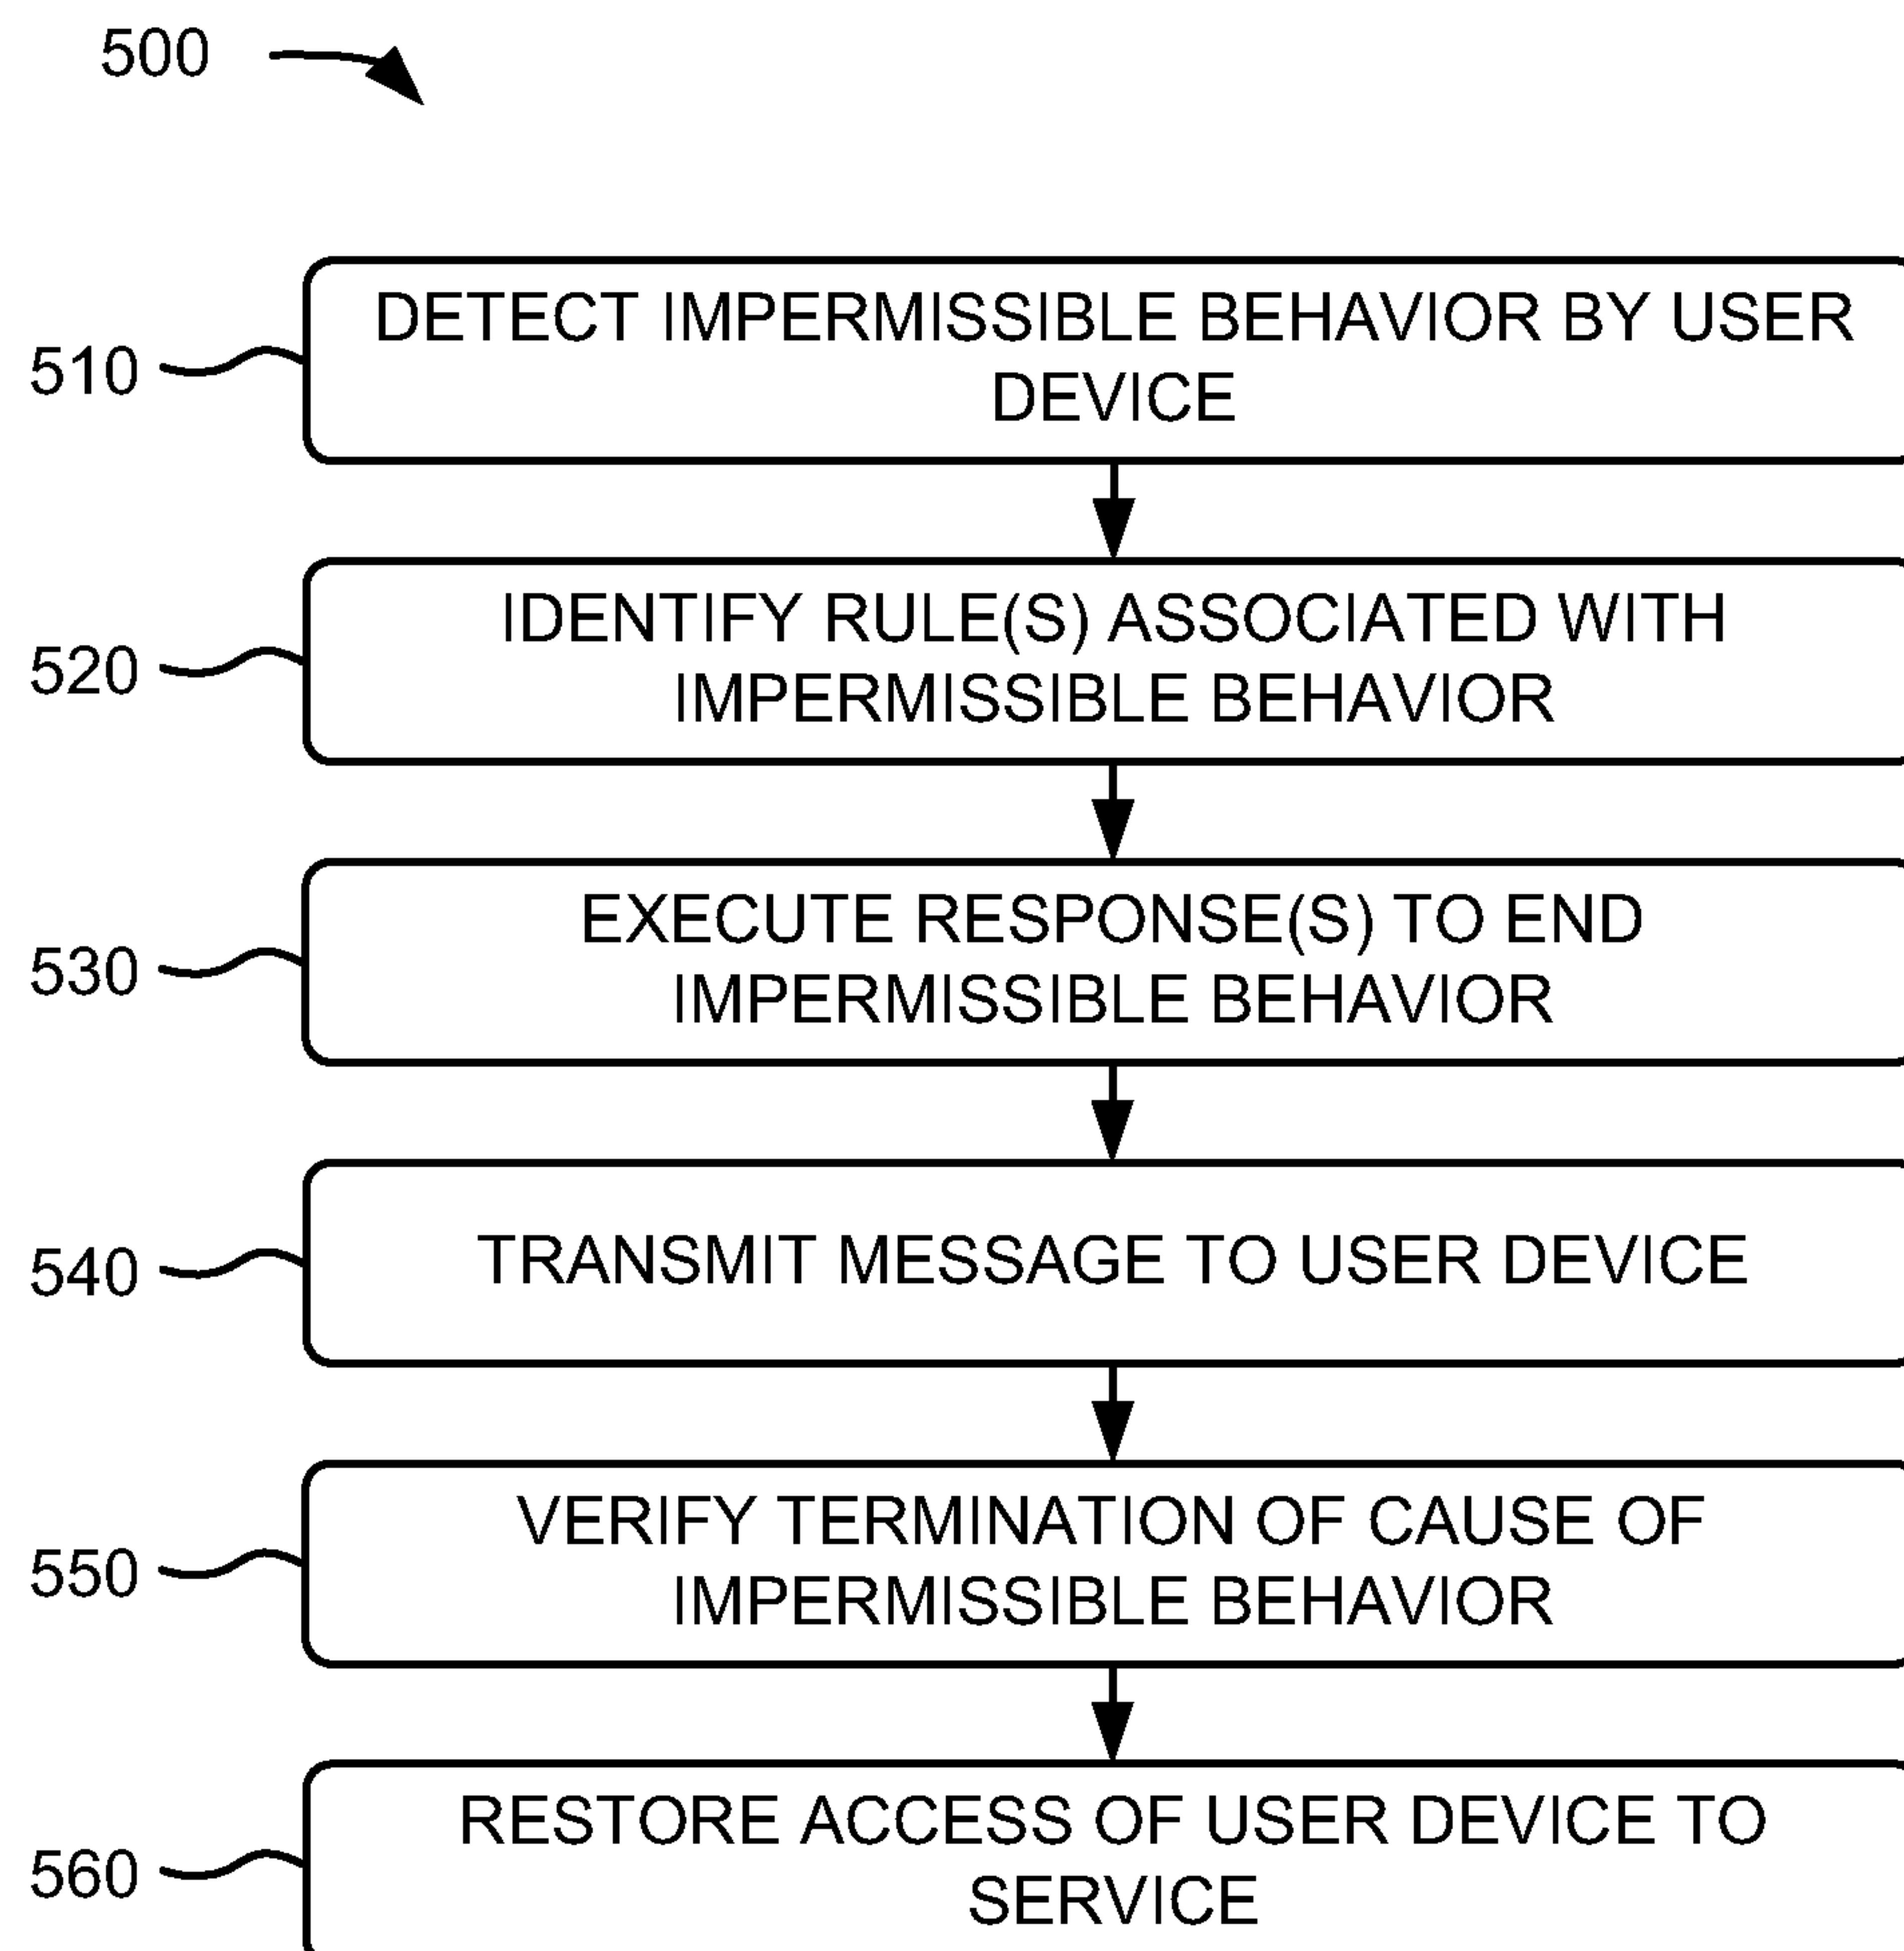 500
DETECT IMPERMISSIBLE BEHAVIOR BY USER
DEVICE
510
IDENTIFY RULE(S) ASSOCIATED WITH
IMPERMISSIBLE BEHAVIOR
520
EXECUTE RESPONSE(S) TO END
IMPERMISSIBLE BEHAVIOR
530
TRANSMIT MESSAGE TO USER DEVICE
540
VERIFY TERMINATION OF CAUSE OF
IMPERMISSIBLE BEHAVIOR
550
RESTORE ACCESS OF USER DEVICE TO
SERVICE
560